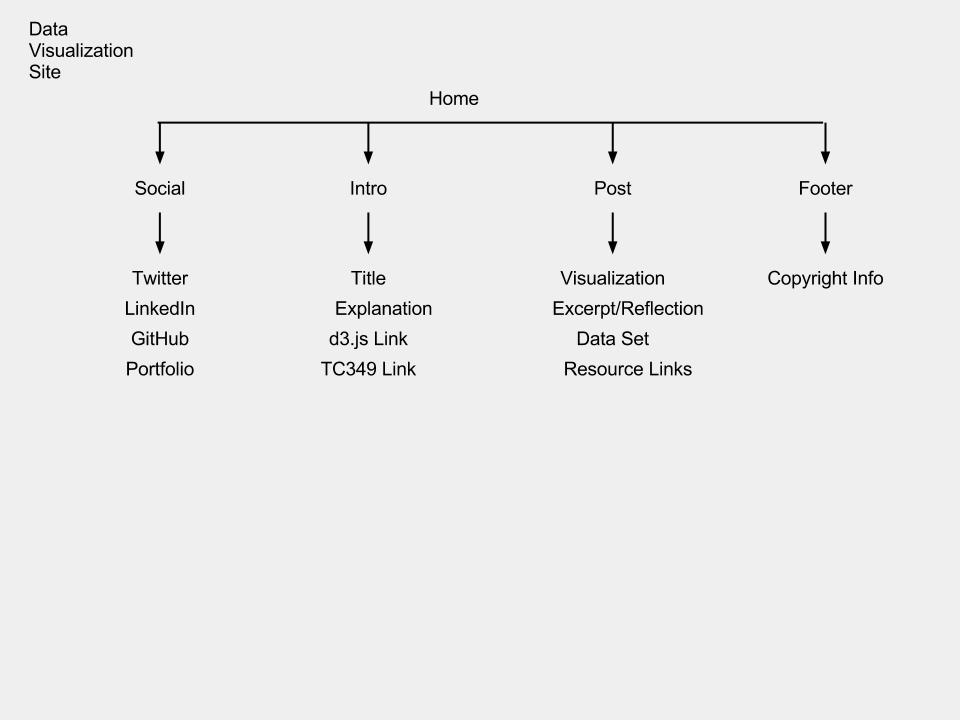 Data
Visualization
Site
Home
Social
Intro
Post
Footer
Twitter
LinkedIn
GitHub
Portfolio
Title
Explanation
d3.js Link
TC349 Link
Visualization
Excerpt/Reflection
Data Set
Resource Links
Copyright Info